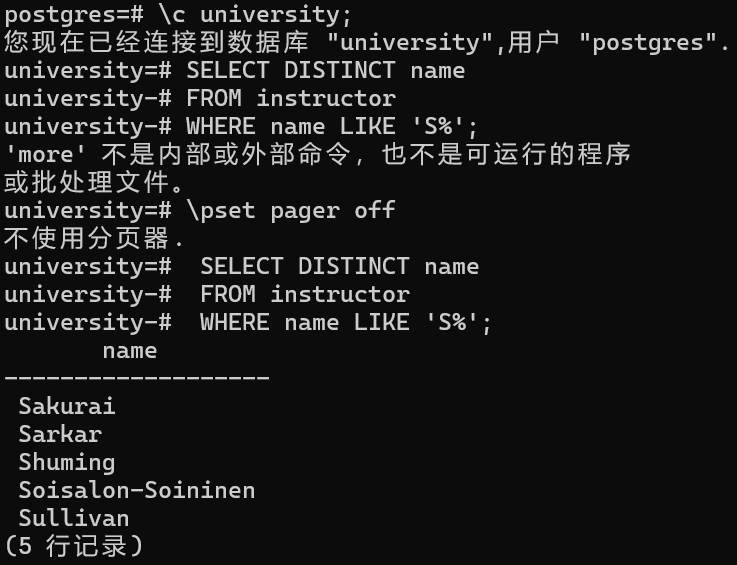 postgres=# \c university;
您现在已经连接到数据库 "university",用户 "postgres".
university=# SELECT DISTINCT name
university-# FROM instructor
university-# WHERE name LIKE 'S%';
'more' 不是内部或外部命令，也不是可运行的程序
或批处理文件。
university=# \pset pager off
不使用分页器.
university=#  SELECT DISTINCT name
university-#  FROM instructor
university-#  WHERE name LIKE 'S%';
       name
-------------------
 Sakurai
 Sarkar
 Shuming
 Soisalon-Soininen
 Sullivan
(5 行记录)